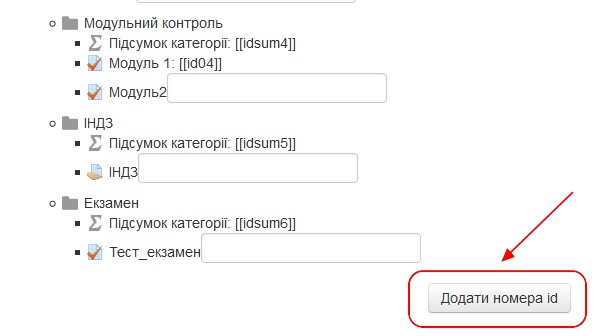 Модульний контроль
Підсумок категорії: [[idsum4]]
Модуль 1: [[id04]]
Модуль2
ІНДЗ
Підсумок категорії: [[idsum5]]
ІНДЗ
Екзамен
Підсумок категорії: [[idsum6]]
Тест_екзамен
Додати номера id